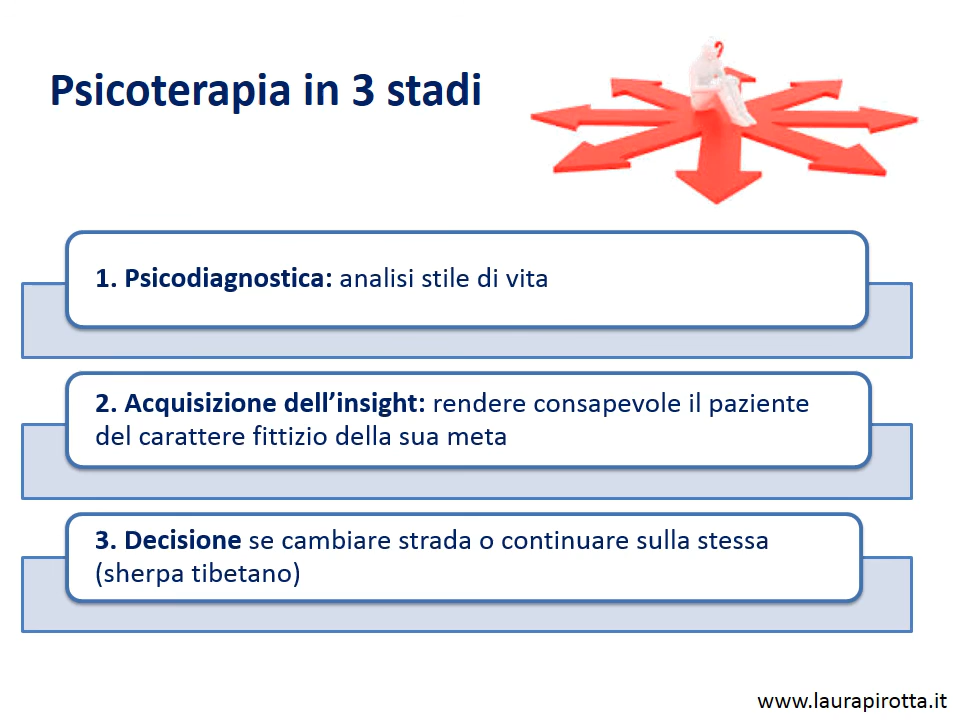 Psicoterapia in 3 stadi
?
1. Psicodiagnostica: analisi stile di vita
2. Acquisizione dell’insight: rendere consapevole il paziente
del carattere fittizio della sua meta
3. Decisione se cambiare strada o continuare sulla stessa
(sherpa tibetano)
www.laurapirotta.it